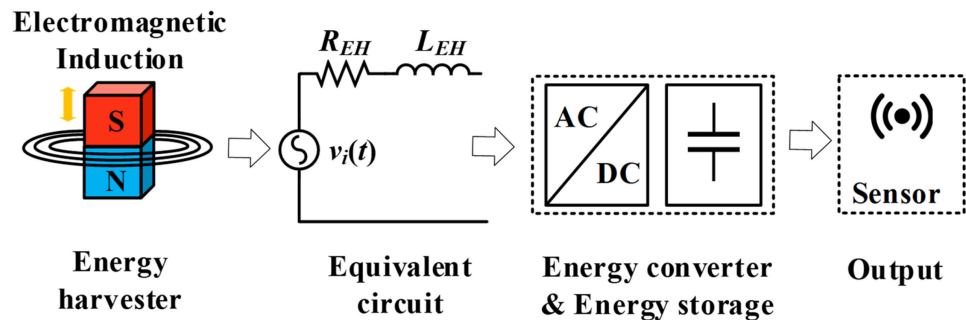 Electromagnetic
Induction
S
N
R_EH
L_EH
v_i(t)
AC
DC
Sensor
Energy
harvester
Equivalent
circuit
Energy converter
& Energy storage
Output